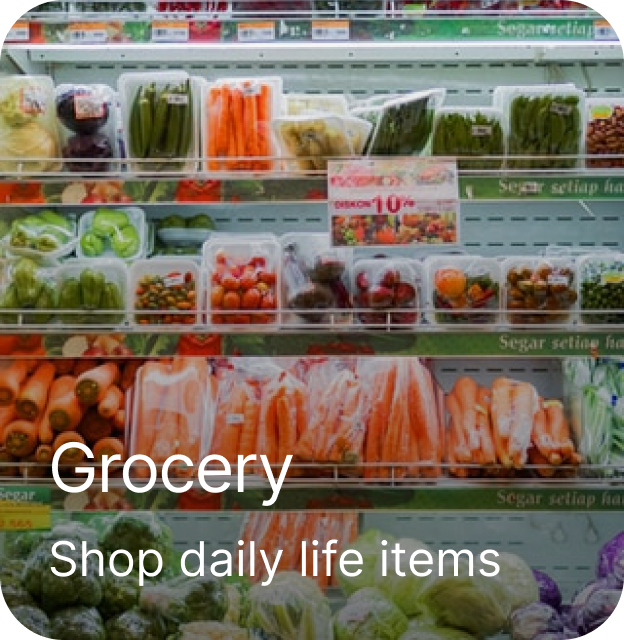 Segar setiap
Segar setiap ha
DISKON 10%
Segar setiap ha
Segar setiap ha
Segar
Grocery
Shop daily life items